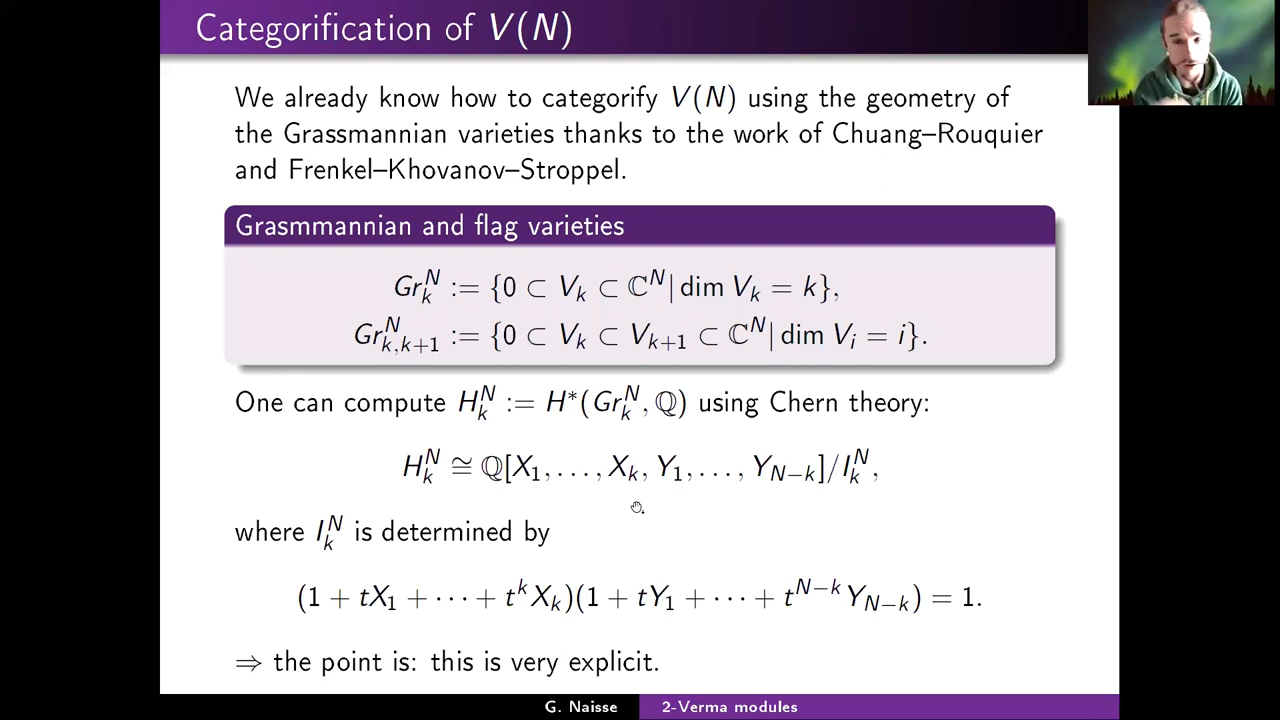 Categorification of V(N)
We already know how to categorify V(N) using the geometry of
the Grassmannian varieties thanks to the work of Chuang–Rouquier
and Frenkel–Khovanov–Stroppel.
Grasmmannian and flag varieties
Gr_k^N := {0 ⊂ V_k ⊂ ℂ^N | dim V_k = k},
Gr_{k,k+1}^N := {0 ⊂ V_k ⊂ V_{k+1} ⊂ ℂ^N | dim V_i = i}.
One can compute H_k^N := H*(Gr_k^N, ℚ) using Chern theory:
H_k^N ≅ ℚ[X_1, …, X_k, Y_1, …, Y_{N−k}]/I_k^N,
where I_k^N is determined by
(1 + tX_1 + ⋯ + t^k X_k)(1 + tY_1 + ⋯ + t^{N−k} Y_{N−k}) = 1.
⇒ the point is: this is very explicit.
G. Naisse 2-Verma modules